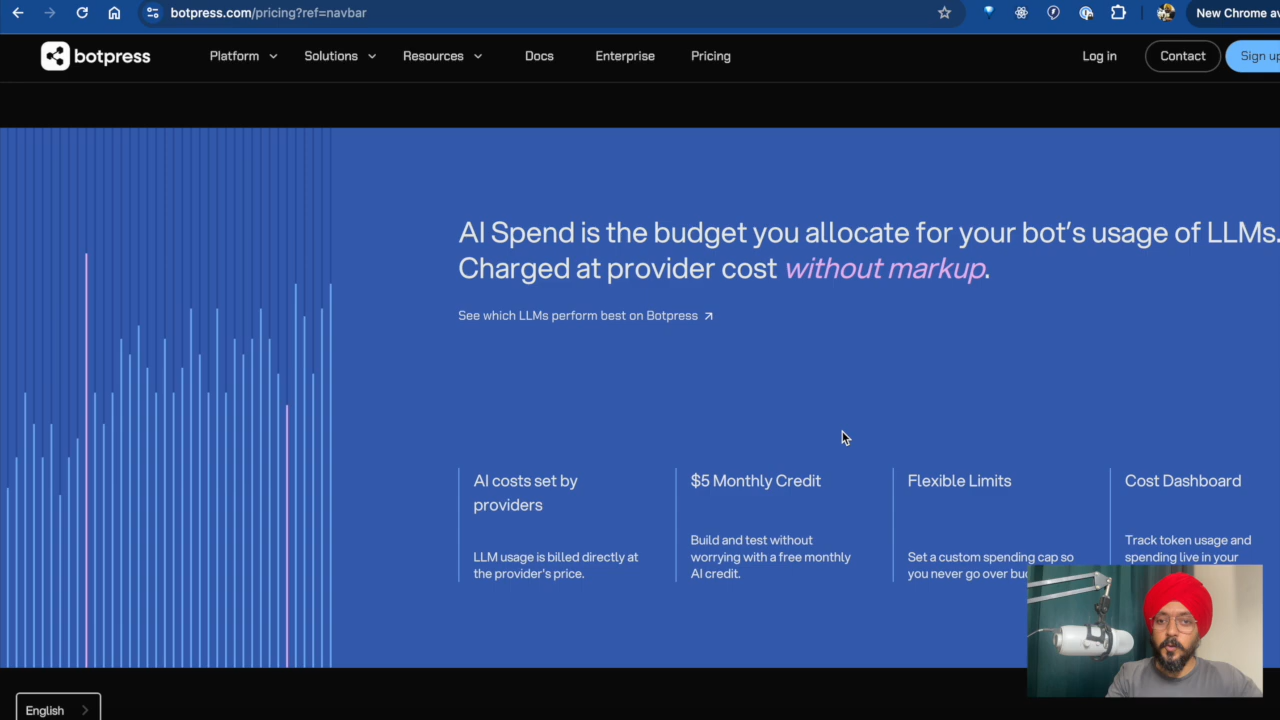 botpress.com/pricing?ref=navbar
New Chrome av
botpress
Platform
Solutions
Resources
Docs
Enterprise
Pricing
Log in
Contact
Sign up
AI Spend is the budget you allocate for your bot's usage of LLMs.
Charged at provider cost without markup.
See which LLMs perform best on Botpress
AI costs set by
providers
LLM usage is billed directly at
the provider's price.
$5 Monthly Credit
Build and test without
worrying with a free monthly
AI credit.
Flexible Limits
Set a custom spending cap so
you never go over bud
Cost Dashboard
Track token usage and
spending live in your
English